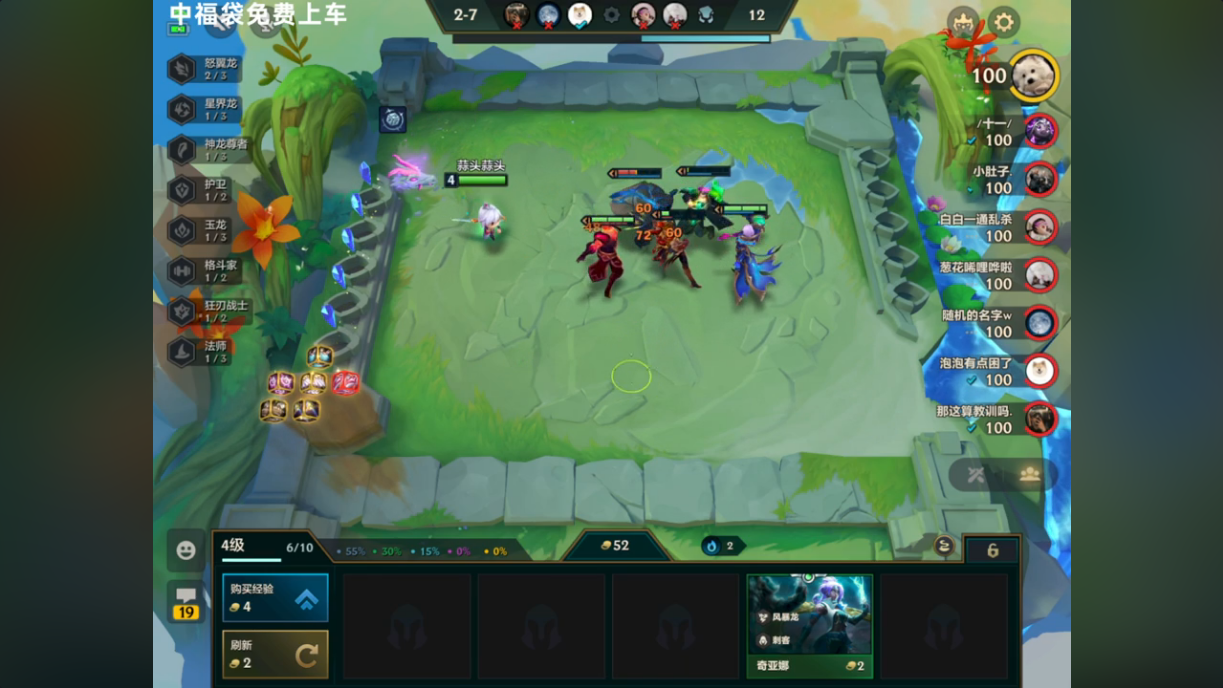 中福袋免费上车
2-7
12
怒翼龙
2/3
星界龙
1/3
神龙尊者
1/3
护卫
1/2
玉龙
1/3
格斗家
1/2
狂刃战士
1/2
法师
1/3
蒜头蒜头
4
60
48
72
60
100
/十一/
100
小肚子.
100
白白一通乱杀
100
葱花唏哩哗啦
100
随机的名字w
100
泡泡有点困了
100
那这算教训吗.
100
4级
6/10
55% 30% 15% 0% 0%
52
2
6
购买经验
4
刷新
2
19
风暴龙
刺客
奇亚娜
2